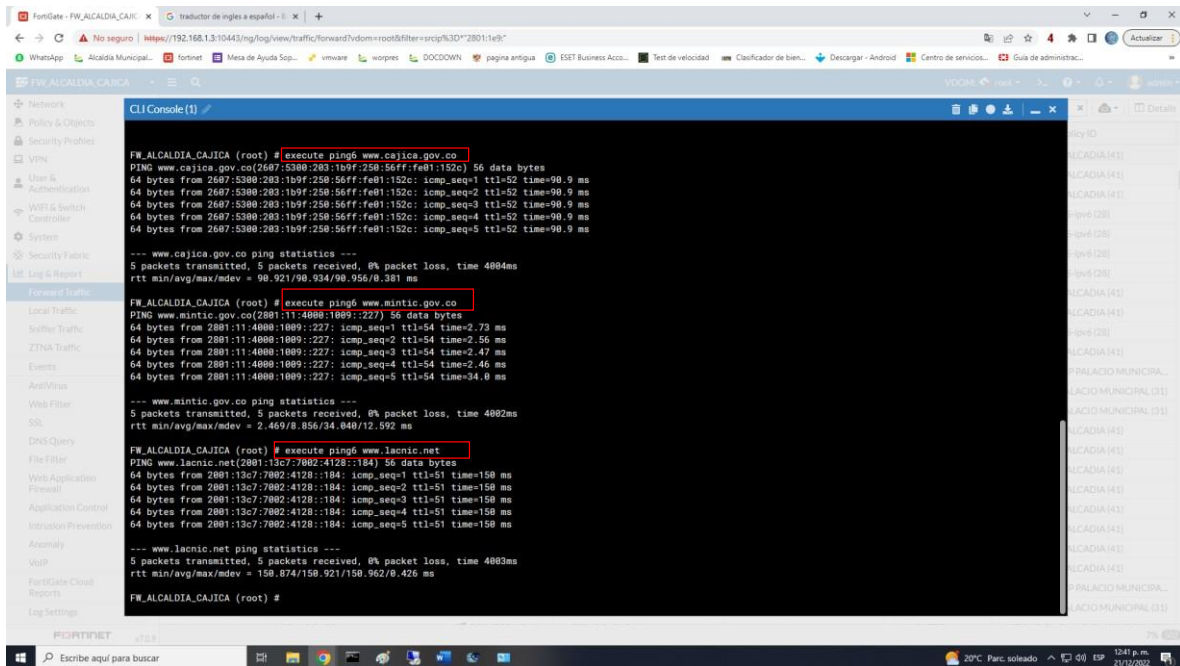 FortiGate - FW_ALCALDIA_CAJIC
traductor de ingles a español - B
No seguro | https://192.168.1.3:10443/ng/log/view/traffic/forward?vdom=root&filter=srcip%3D*"2801:1e9:"
4 Actualizar
WhatsApp Alcaldía Municipal... fortinet Mesa de Ayuda Sop... vmware worpres DOCDOWN pagina antigua ESET Business Acco... Test de velocidad Clasificador de bien... Descargar - Android Centro de servicios... Guia de administrac...
FW_ALCALDIA_CAJICA VDOM: root admin
CLI Console (1)
Details
Network
Policy & Objects
Security Profiles
VPN
User & Authentication
WiFi & Switch Controller
System
Security Fabric
Log & Report
Forward Traffic
Local Traffic
Sniffer Traffic
ZTNA Traffic
Events
AntiVirus
Web Filter
SSL
DNS Query
File Filter
Web Application Firewall
Application Control
Intrusion Prevention
Anomaly
VoIP
FortiGate Cloud Reports
Log Settings
FW_ALCALDIA_CAJICA (root) # execute ping6 www.cajica.gov.co
PING www.cajica.gov.co(2607:5300:203:1b9f:250:56ff:fe01:152c) 56 data bytes
64 bytes from 2607:5300:203:1b9f:250:56ff:fe01:152c: icmp_seq=1 ttl=52 time=90.9 ms
64 bytes from 2607:5300:203:1b9f:250:56ff:fe01:152c: icmp_seq=2 ttl=52 time=90.9 ms
64 bytes from 2607:5300:203:1b9f:250:56ff:fe01:152c: icmp_seq=3 ttl=52 time=90.9 ms
64 bytes from 2607:5300:203:1b9f:250:56ff:fe01:152c: icmp_seq=4 ttl=52 time=90.9 ms
64 bytes from 2607:5300:203:1b9f:250:56ff:fe01:152c: icmp_seq=5 ttl=52 time=90.9 ms
--- www.cajica.gov.co ping statistics ---
5 packets transmitted, 5 packets received, 0% packet loss, time 4004ms
rtt min/avg/max/mdev = 90.921/90.934/90.956/0.381 ms
FW_ALCALDIA_CAJICA (root) # execute ping6 www.mintic.gov.co
PING www.mintic.gov.co(2801:11:4000:1009::227) 56 data bytes
64 bytes from 2801:11:4000:1009::227: icmp_seq=1 ttl=54 time=2.73 ms
64 bytes from 2801:11:4000:1009::227: icmp_seq=2 ttl=54 time=2.56 ms
64 bytes from 2801:11:4000:1009::227: icmp_seq=3 ttl=54 time=2.47 ms
64 bytes from 2801:11:4000:1009::227: icmp_seq=4 ttl=54 time=2.46 ms
64 bytes from 2801:11:4000:1009::227: icmp_seq=5 ttl=54 time=34.0 ms
--- www.mintic.gov.co ping statistics ---
5 packets transmitted, 5 packets received, 0% packet loss, time 4002ms
rtt min/avg/max/mdev = 2.469/8.856/34.040/12.592 ms
FW_ALCALDIA_CAJICA (root) # execute ping6 www.lacnic.net
PING www.lacnic.net(2001:13c7:7002:4128::184) 56 data bytes
64 bytes from 2001:13c7:7002:4128::184: icmp_seq=1 ttl=51 time=150 ms
64 bytes from 2001:13c7:7002:4128::184: icmp_seq=2 ttl=51 time=150 ms
64 bytes from 2001:13c7:7002:4128::184: icmp_seq=3 ttl=51 time=150 ms
64 bytes from 2001:13c7:7002:4128::184: icmp_seq=4 ttl=51 time=150 ms
64 bytes from 2001:13c7:7002:4128::184: icmp_seq=5 ttl=51 time=150 ms
--- www.lacnic.net ping statistics ---
5 packets transmitted, 5 packets received, 0% packet loss, time 4003ms
rtt min/avg/max/mdev = 150.874/150.921/150.962/0.426 ms
FW_ALCALDIA_CAJICA (root) #
FORTINET v7.0.9
7%
Escribe aquí para buscar
20°C Parc. soleado ESP 12:41 p. m.
21/12/2022